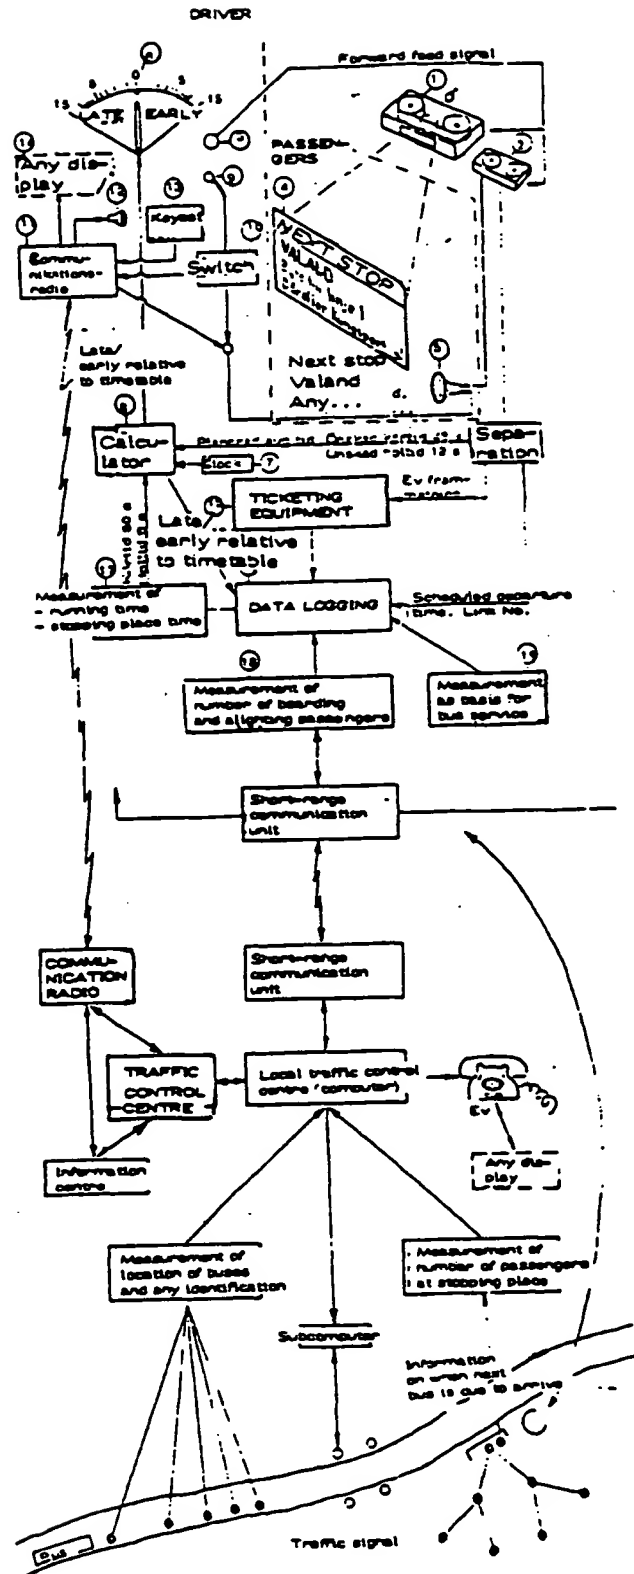 DRIVER
Forward feed signal
15 5 0 5 15
LATE EARLY
PASSEN-
GERS
Any dis-
play
Keyset
Commu-
nications-
radio
Switch
NEXT STOP
VALAND
Late/
early relative
to timetable
Next stop
Valand
Any...
Calcu-
lator
Clock
7
Sepa-
ration
TICKETING
EQUIPMENT
Late/
early relative
to timetable
Measurement of
- running time
- stopping place time
DATA LOGGING
Scheduled departure
time. Link No.
18
19
Measurement of
number of boarding
and alighting passengers
Measurement
as basis for
bus service
Short-range
communication
unit
COMMU-
NICATION
RADIO
Short-range
communication
unit
TRAFFIC
CONTROL
CENTRE
Local traffic control
centre (computer)
Ev
Information
centre
Any dis-
play
Measurement of
location of buses
and any identification
Measurement of
number of passengers
at stopping place
Subcomputer
Information
on when next
bus is due to arrive
Traffic signal
Bus